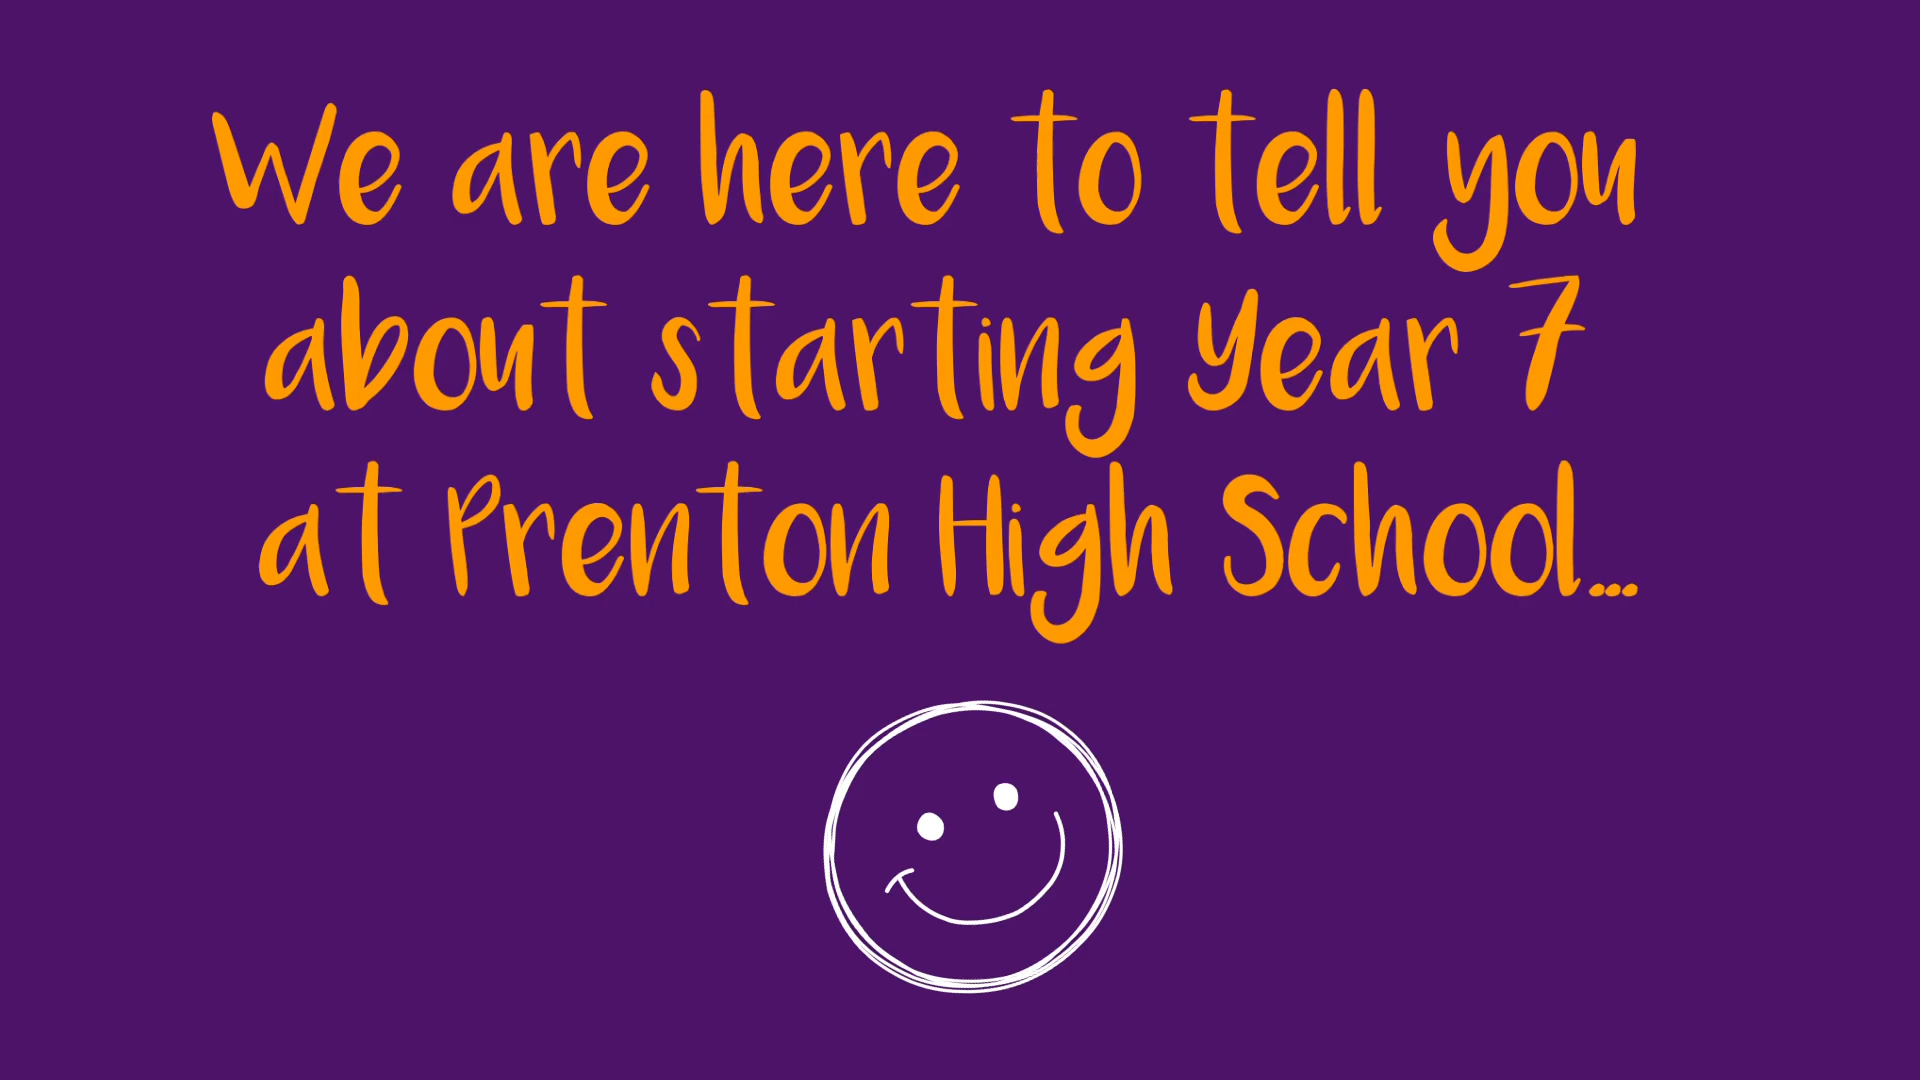 We are here to tell you
about starting Year 7
at Prenton High School...